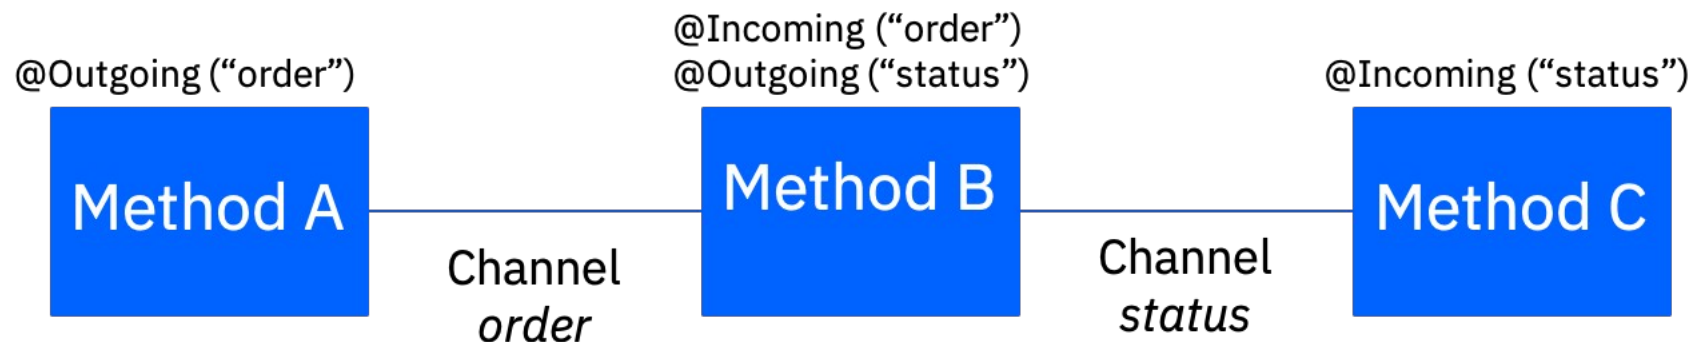 @Outgoing (“order”)
Method A
Channel
order
@Incoming (“order”)
@Outgoing (“status”)
Method B
Channel
status
@Incoming (“status”)
Method C